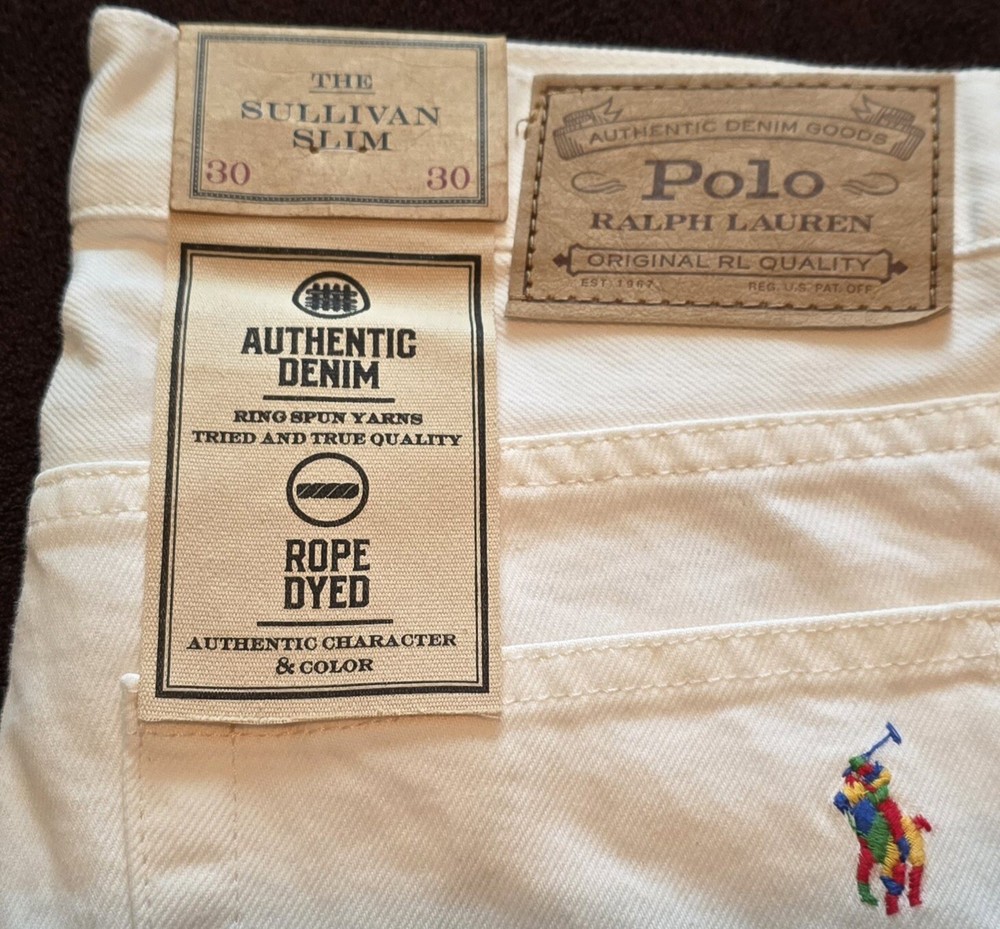 THE
SULLIVAN
SLIM
30 30
AUTHENTIC DENIM GOODS
Polo
RALPH LAUREN
ORIGINAL RL QUALITY
EST. 1967 REG. U.S. PAT. OFF.
AUTHENTIC
DENIM
RING SPUN YARNS
TRIED AND TRUE QUALITY
ROPE
DYED
AUTHENTIC CHARACTER
& COLOR